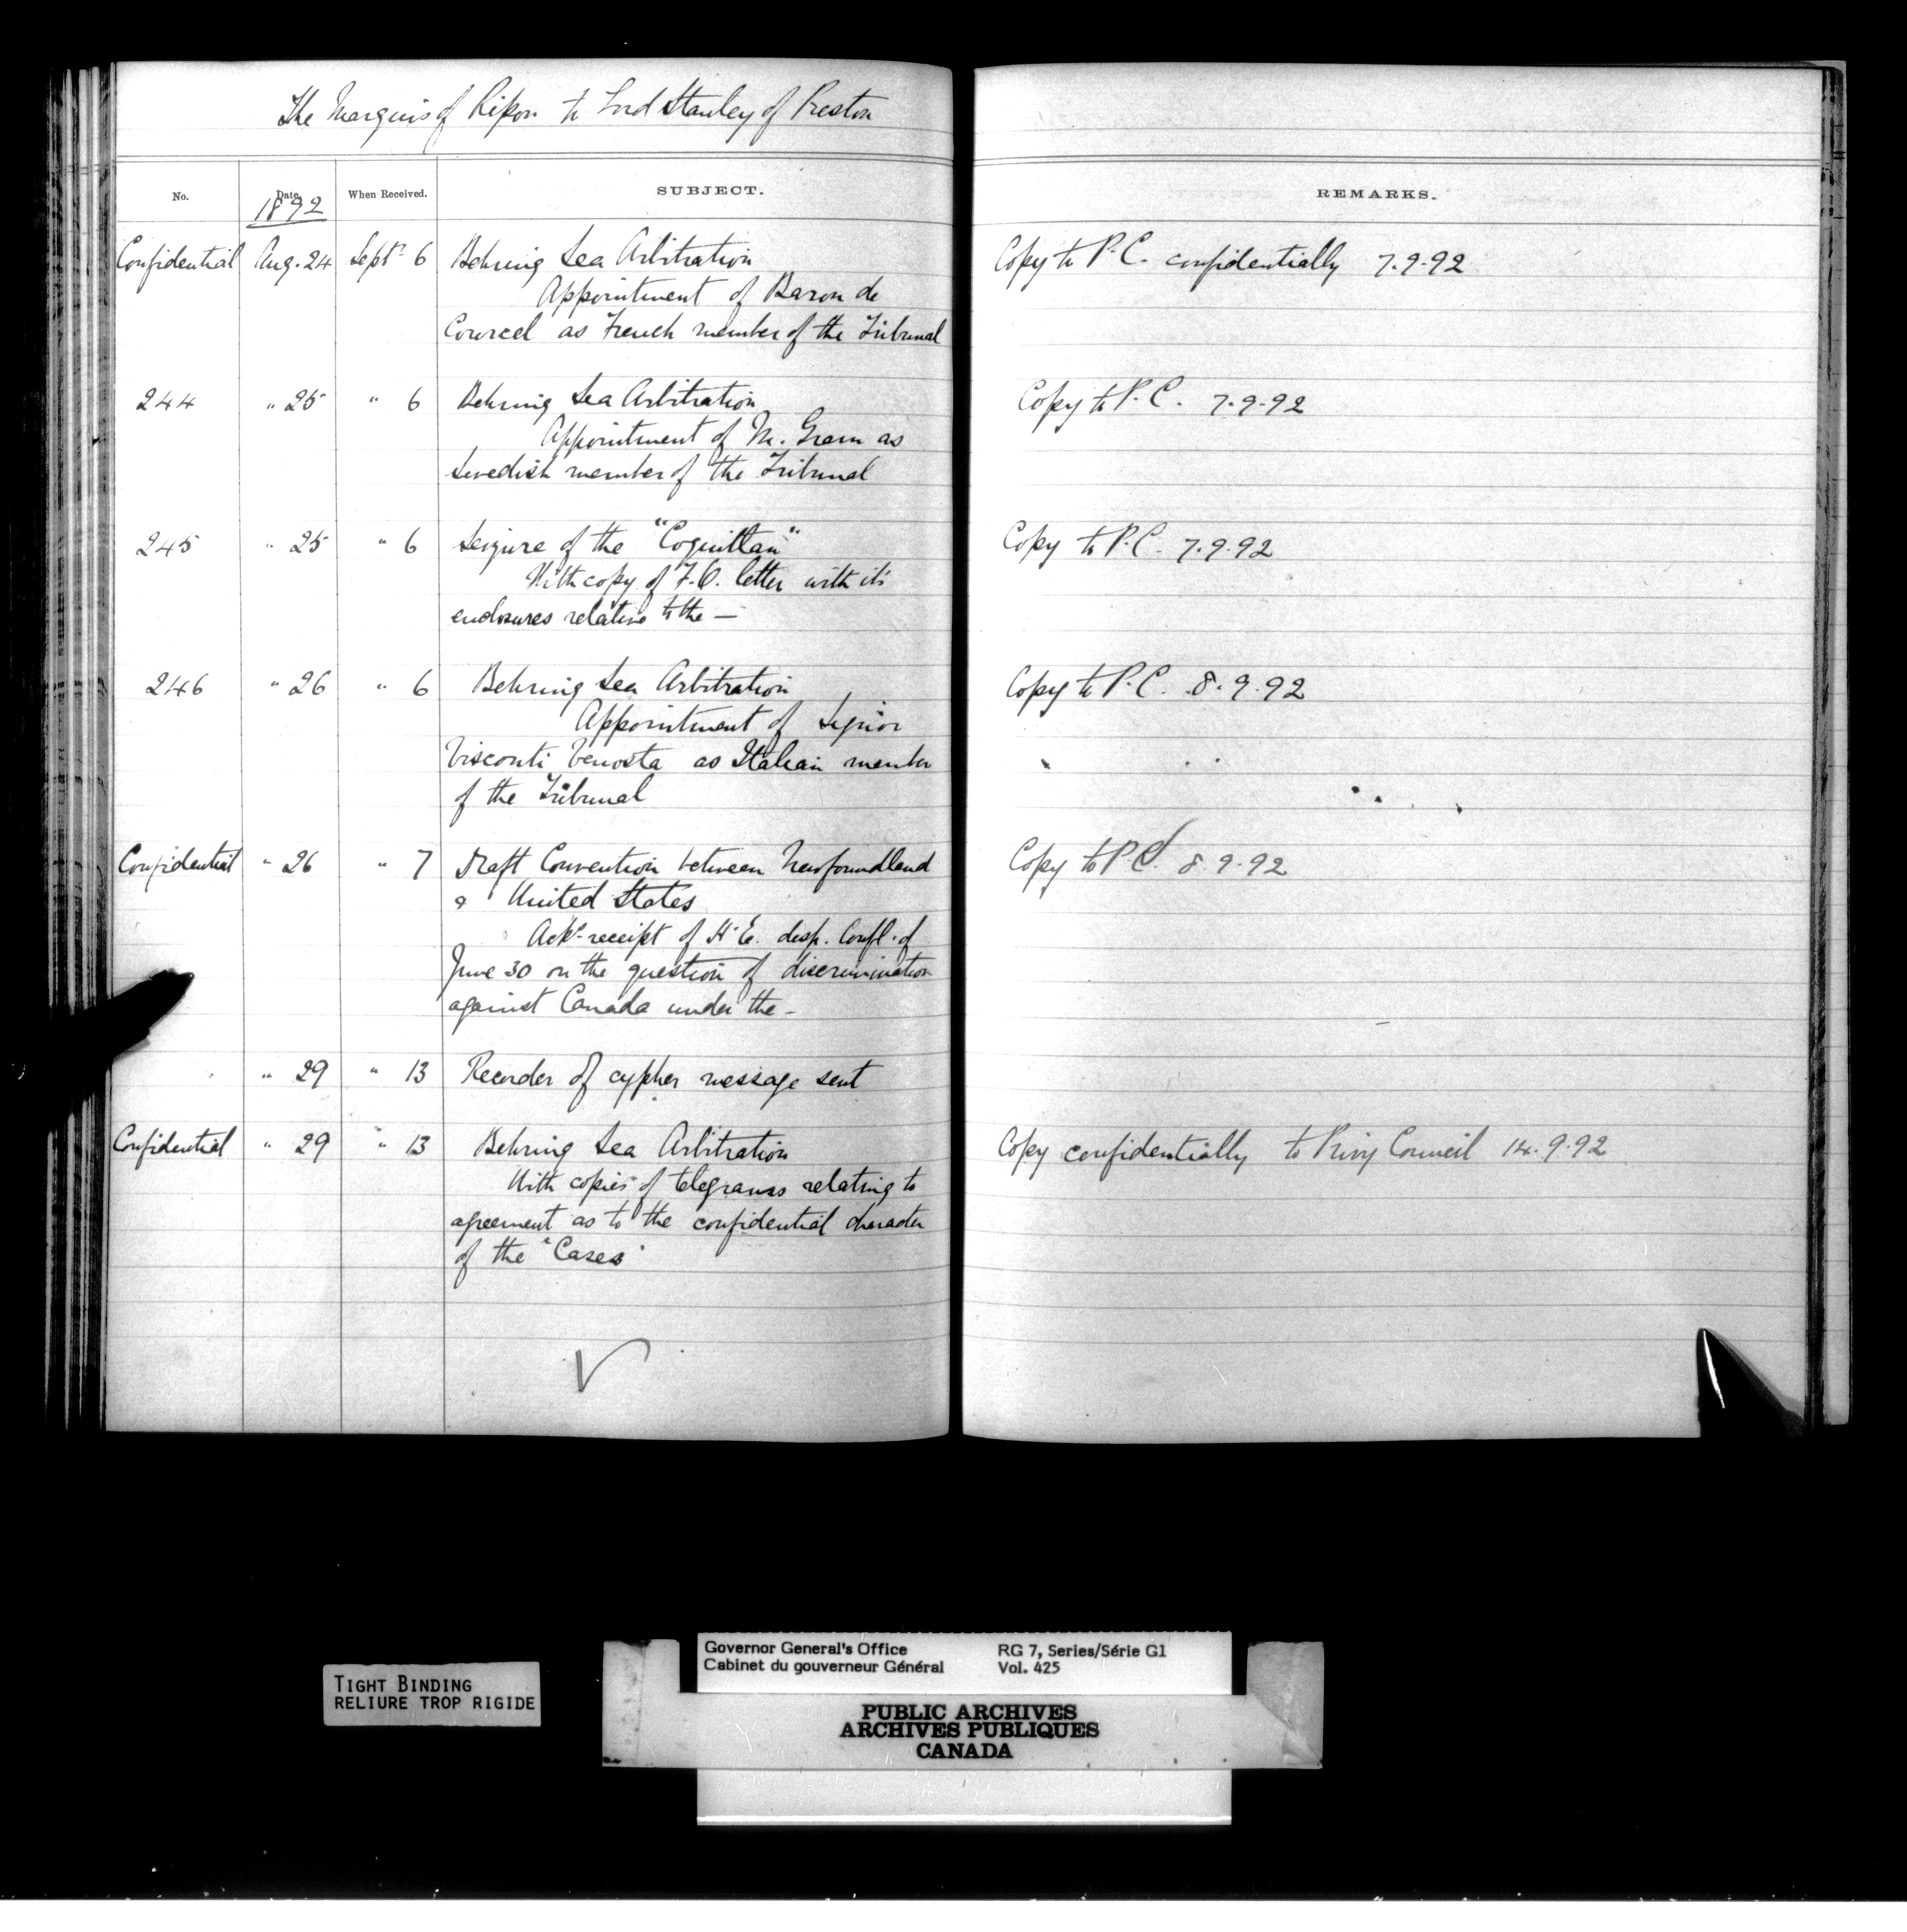 The Marquis of Ripon to Lord Stanley of Preston
No. Date When Received. SUBJECT. REMARKS.
1892
Confidential Aug. 24 Septr 6 Behring Sea Arbitration Copy to P.C. confidentially 7.9.92
Appointment of Baron de
Courcel as French member of the Tribunal
244 " 25 " 6 Behring Sea Arbitration Copy to P.C. 7.9.92
Appointment of M. Gram as
Swedish member of the Tribunal
245 " 25 " 6 Seizure of the "Coquitlan" Copy to P.C. 7.9.92
With copy of F.O. letter with its
enclosures relative to the —
246 " 26 " 6 Behring Sea Arbitration Copy to P.C. 8.9.92
Appointment of Signor
Visconti Venosta as Italian member
of the Tribunal
Confidential " 26 " 7 Draft Convention between Newfoundland Copy to P.C. 8.9.92
& United States
Ackg receipt of H.E. desp. Confl. of
June 30 on the question of discrimination
against Canada under the —
" 29 " 13 Recorder of cypher message sent
Confidential " 29 " 13 Behring Sea Arbitration Copy confidentially to Privy Council 14.9.92
With copies of telegrams relating to
agreement as to the confidential character
of the "Cases"
TIGHT BINDING
RELIURE TROP RIGIDE
Governor General's Office RG 7, Series/Série G1
Cabinet du gouverneur Général Vol. 425
PUBLIC ARCHIVES
ARCHIVES PUBLIQUES
CANADA